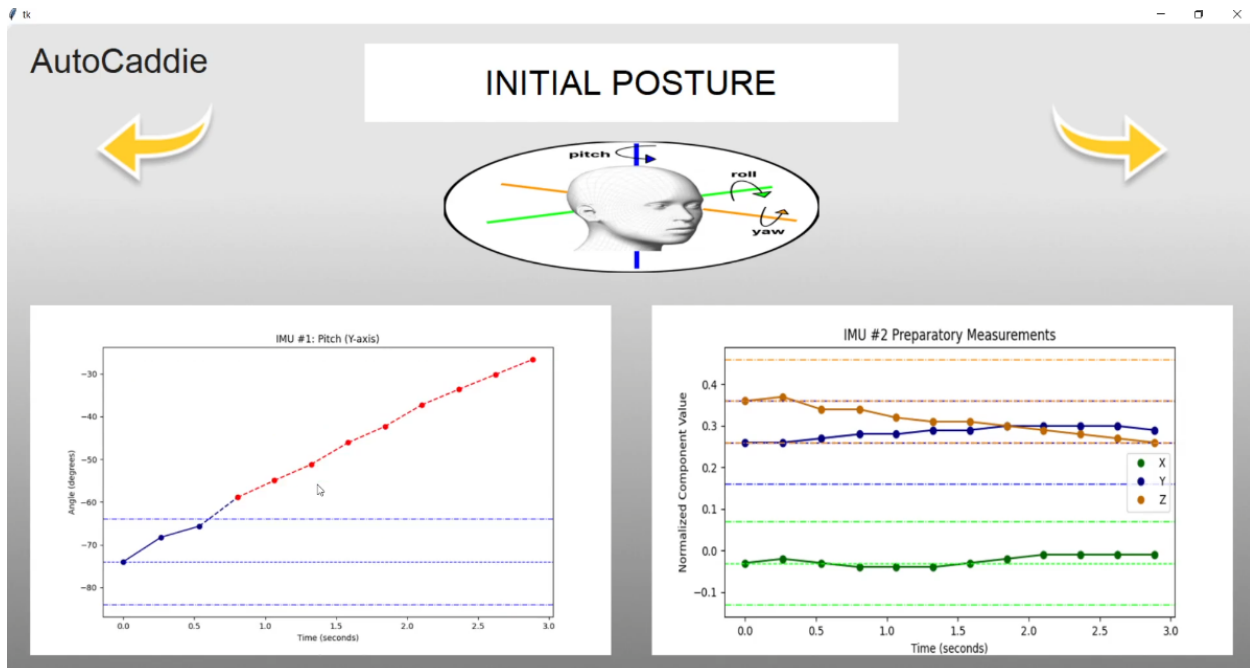 tk
AutoCaddie
INITIAL POSTURE
pitch
roll
yaw
IMU #1: Pitch (Y-axis)
Angle (degrees)
−30
−40
−50
−60
−70
−80
0.0 0.5 1.0 1.5 2.0 2.5 3.0
Time (seconds)
IMU #2 Preparatory Measurements
Normalized Component Value
0.4
0.3
0.2
0.1
0.0
−0.1
X
Y
Z
0.0 0.5 1.0 1.5 2.0 2.5 3.0
Time (seconds)